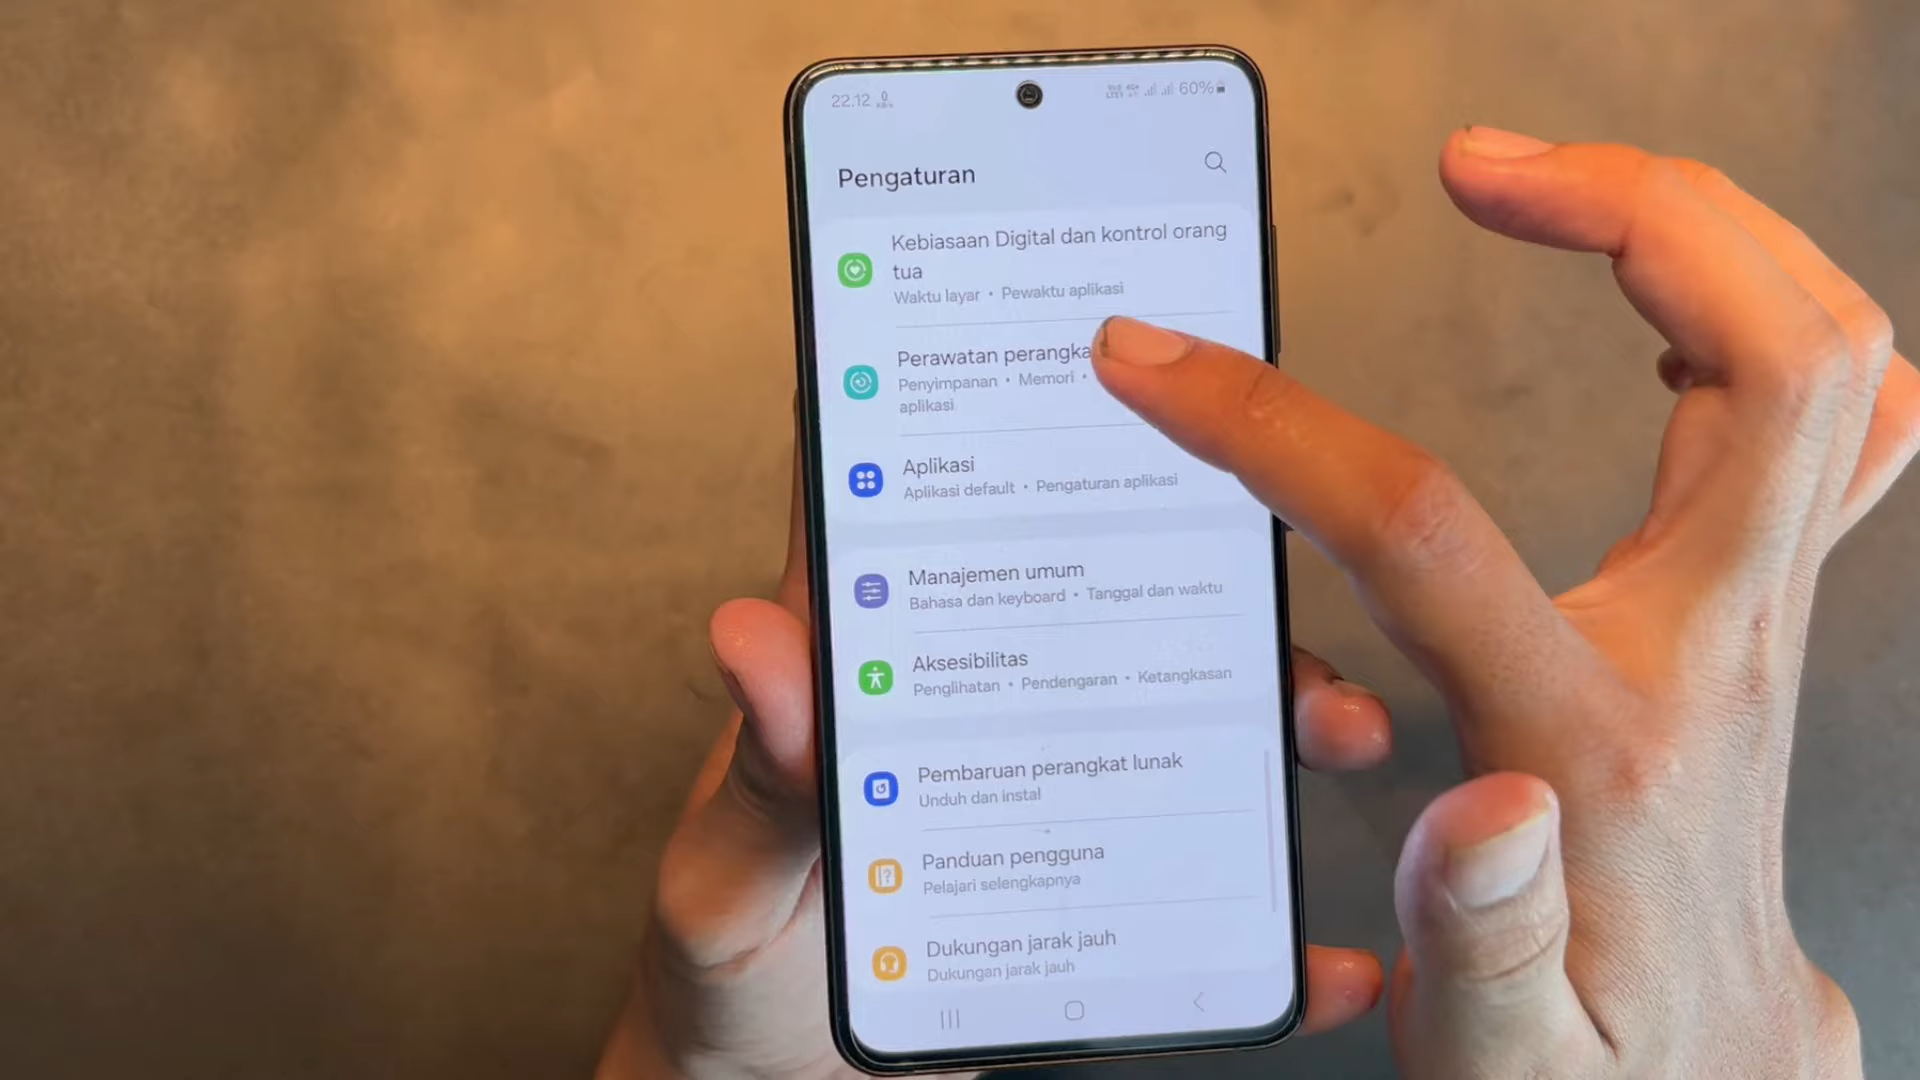 22.12 0 KB/s 60%
Pengaturan
Kebiasaan Digital dan kontrol orang
tua
Waktu layar • Pewaktu aplikasi
Perawatan perangka
Penyimpanan • Memori •
aplikasi
Aplikasi
Aplikasi default • Pengaturan aplikasi
Manajemen umum
Bahasa dan keyboard • Tanggal dan waktu
Aksesibilitas
Penglihatan • Pendengaran • Ketangkasan
Pembaruan perangkat lunak
Unduh dan instal
Panduan pengguna
Pelajari selengkapnya
Dukungan jarak jauh
Dukungan jarak jauh